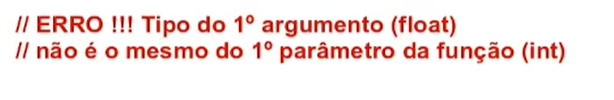 // ERRO !!! Tipo do 1º argumento (float)
// não é o mesmo do 1º parâmetro da função (int)